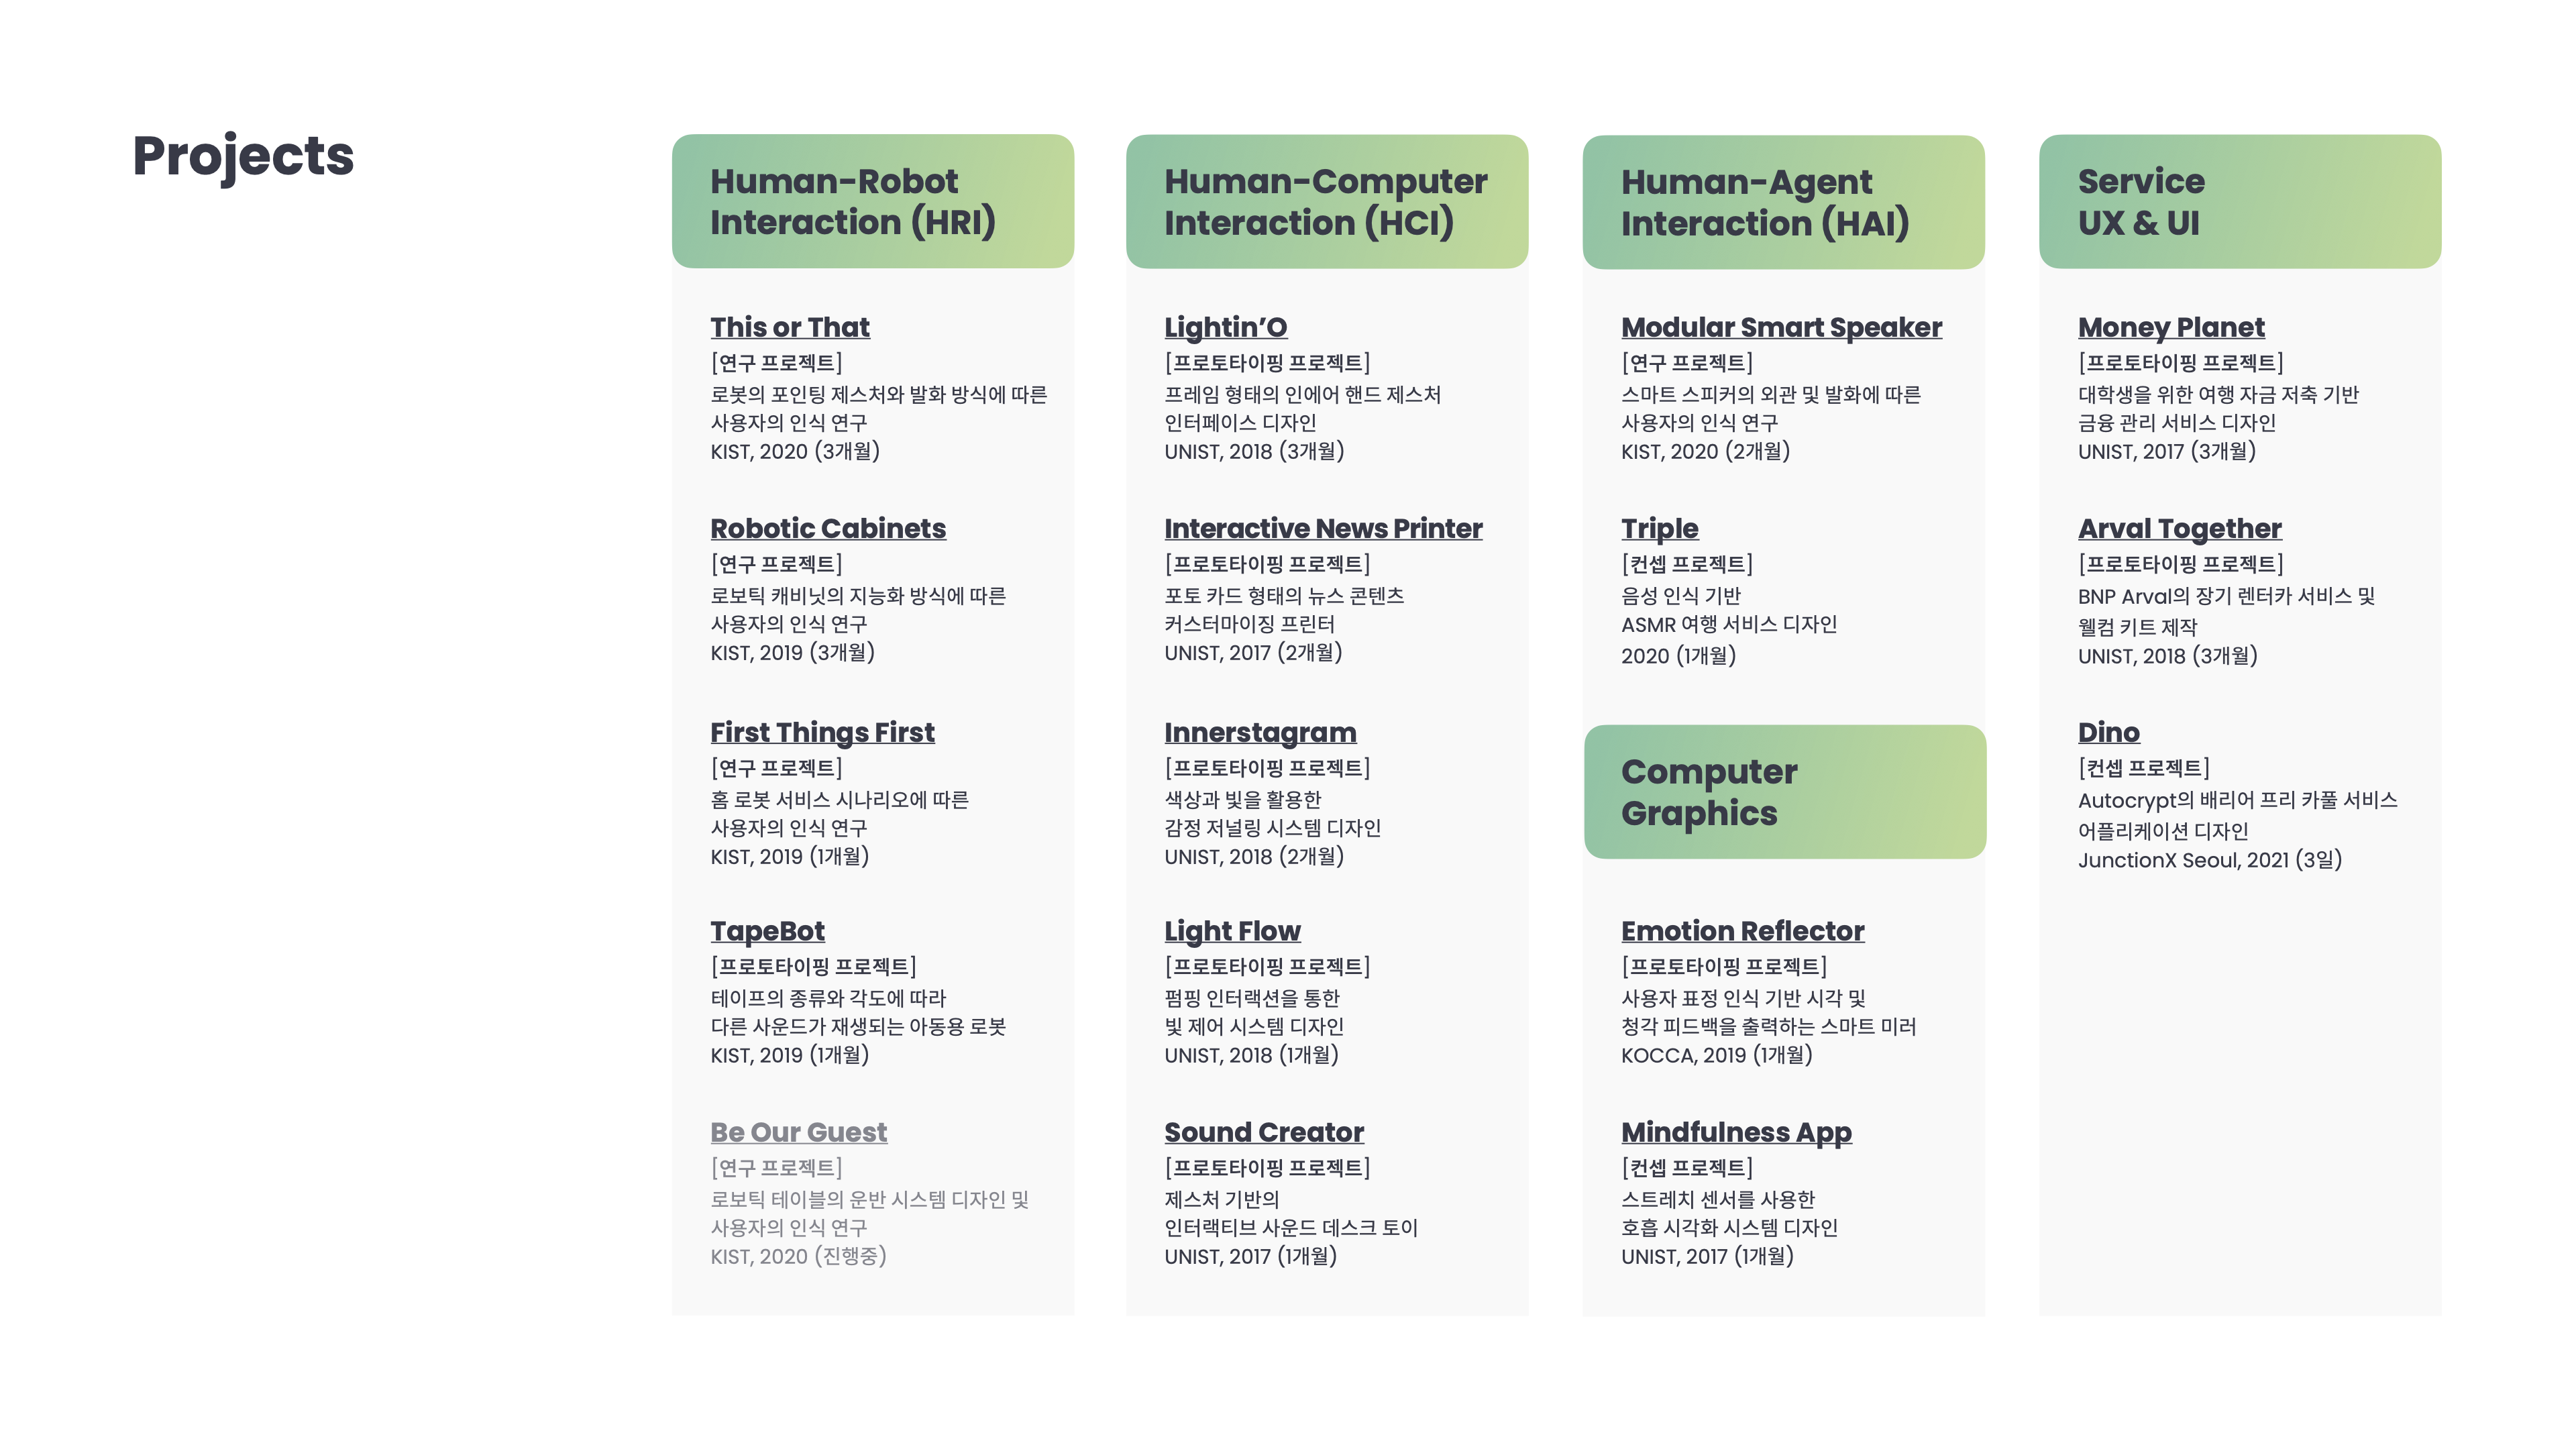 Projects
Human-Robot
Interaction (HRI)
This or That
[연구 프로젝트]
로봇의 포인팅 제스처와 발화 방식에 따른
사용자의 인식 연구
KIST, 2020 (3개월)
Robotic Cabinets
[연구 프로젝트]
로보틱 캐비닛의 지능화 방식에 따른
사용자의 인식 연구
KIST, 2019 (3개월)
First Things First
[연구 프로젝트]
홈 로봇 서비스 시나리오에 따른
사용자의 인식 연구
KIST, 2019 (1개월)
TapeBot
[프로토타이핑 프로젝트]
테이프의 종류와 각도에 따라
다른 사운드가 재생되는 아동용 로봇
KIST, 2019 (1개월)
Be Our Guest
[연구 프로젝트]
로보틱 테이블의 운반 시스템 디자인 및
사용자의 인식 연구
KIST, 2020 (진행중)
Human-Computer
Interaction (HCI)
Lightin’O
[프로토타이핑 프로젝트]
프레임 형태의 인에어 핸드 제스처
인터페이스 디자인
UNIST, 2018 (3개월)
Interactive News Printer
[프로토타이핑 프로젝트]
포토 카드 형태의 뉴스 콘텐츠
커스터마이징 프린터
UNIST, 2017 (2개월)
Innerstagram
[프로토타이핑 프로젝트]
색상과 빛을 활용한
감정 저널링 시스템 디자인
UNIST, 2018 (2개월)
Light Flow
[프로토타이핑 프로젝트]
펌핑 인터랙션을 통한
빛 제어 시스템 디자인
UNIST, 2018 (1개월)
Sound Creator
[프로토타이핑 프로젝트]
제스처 기반의
인터랙티브 사운드 데스크 토이
UNIST, 2017 (1개월)
Human-Agent
Interaction (HAI)
Modular Smart Speaker
[연구 프로젝트]
스마트 스피커의 외관 및 발화에 따른
사용자의 인식 연구
KIST, 2020 (2개월)
Triple
[컨셉 프로젝트]
음성 인식 기반
ASMR 여행 서비스 디자인
2020 (1개월)
Computer
Graphics
Emotion Reflector
[프로토타이핑 프로젝트]
사용자 표정 인식 기반 시각 및
청각 피드백을 출력하는 스마트 미러
KOCCA, 2019 (1개월)
Mindfulness App
[컨셉 프로젝트]
스트레치 센서를 사용한
호흡 시각화 시스템 디자인
UNIST, 2017 (1개월)
Service
UX & UI
Money Planet
[프로토타이핑 프로젝트]
대학생을 위한 여행 자금 저축 기반
금융 관리 서비스 디자인
UNIST, 2017 (3개월)
Arval Together
[프로토타이핑 프로젝트]
BNP Arval의 장기 렌터카 서비스 및
웰컴 키트 제작
UNIST, 2018 (3개월)
Dino
[컨셉 프로젝트]
Autocrypt의 배리어 프리 카풀 서비스
어플리케이션 디자인
JunctionX Seoul, 2021 (3일)